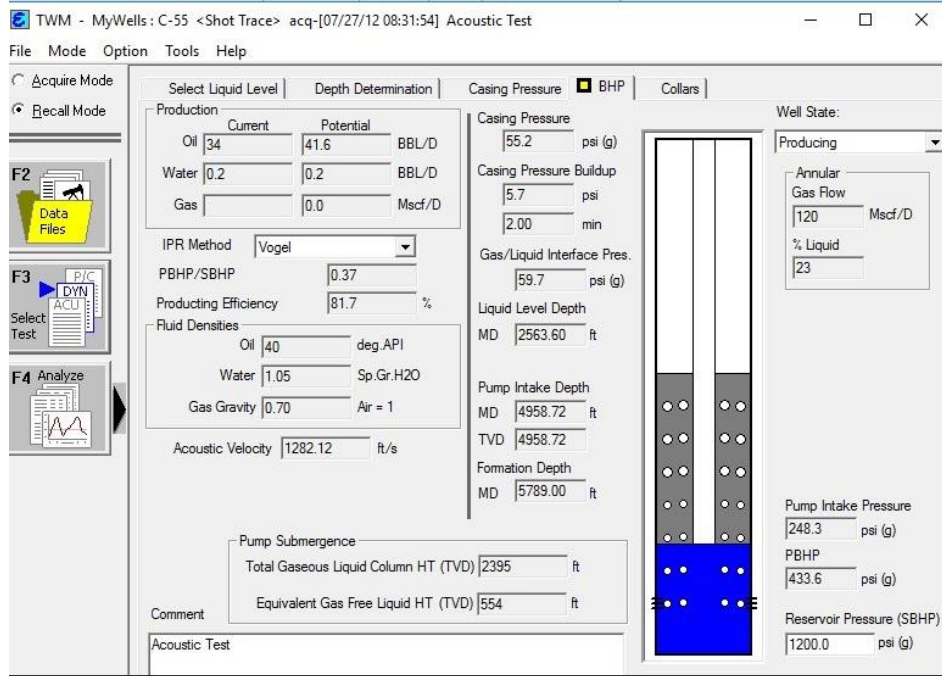 TWM - MyWells : C-55 <Shot Trace> acq-[07/27/12 08:31:54] Acoustic Test
File Mode Option Tools Help
Acquire Mode
Recall Mode
F2
Data
Files
F3
P/C
DYN
ACU
Select
Test
F4 Analyze
Select Liquid Level
Depth Determination
Casing Pressure
BHP
Collars
Production
Current Potential
Oil 34 41.6 BBL/D
Water 0.2 0.2 BBL/D
Gas 0.0 Mscf/D
IPR Method Vogel
PBHP/SBHP 0.37
Producting Efficiency 81.7 %
Fluid Densities
Oil 40 deg.API
Water 1.05 Sp.Gr.H2O
Gas Gravity 0.70 Air = 1
Acoustic Velocity 1282.12 ft/s
Casing Pressure
55.2 psi (g)
Casing Pressure Buildup
5.7 psi
2.00 min
Gas/Liquid Interface Pres.
59.7 psi (g)
Liquid Level Depth
MD 2563.60 ft
Pump Intake Depth
MD 4958.72 ft
TVD 4958.72
Formation Depth
MD 5789.00 ft
Pump Submergence
Total Gaseous Liquid Column HT (TVD) 2395 ft
Equivalent Gas Free Liquid HT (TVD) 554 ft
Comment
Acoustic Test
Well State:
Producing
Annular
Gas Flow
120 Mscf/D
% Liquid
23
Pump Intake Pressure
248.3 psi (g)
PBHP
433.6 psi (g)
Reservoir Pressure (SBHP)
1200.0 psi (g)